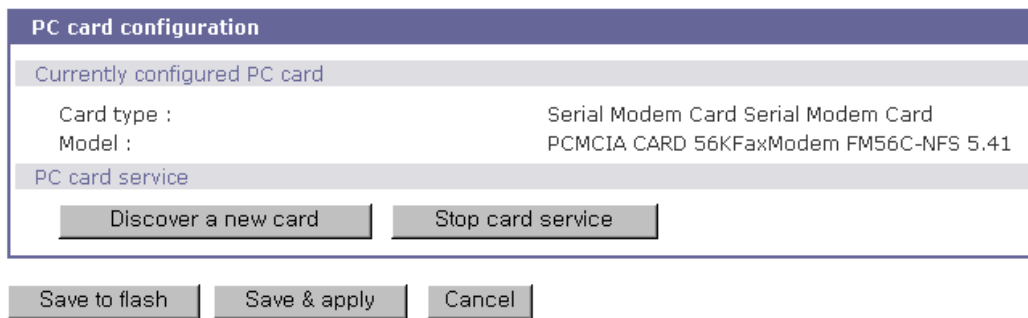 PC card configuration
Currently configured PC card
Card type : Serial Modem Card Serial Modem Card
Model : PCMCIA CARD 56KFaxModem FM56C-NFS 5.41
PC card service
Discover a new card Stop card service
Save to flash Save & apply Cancel